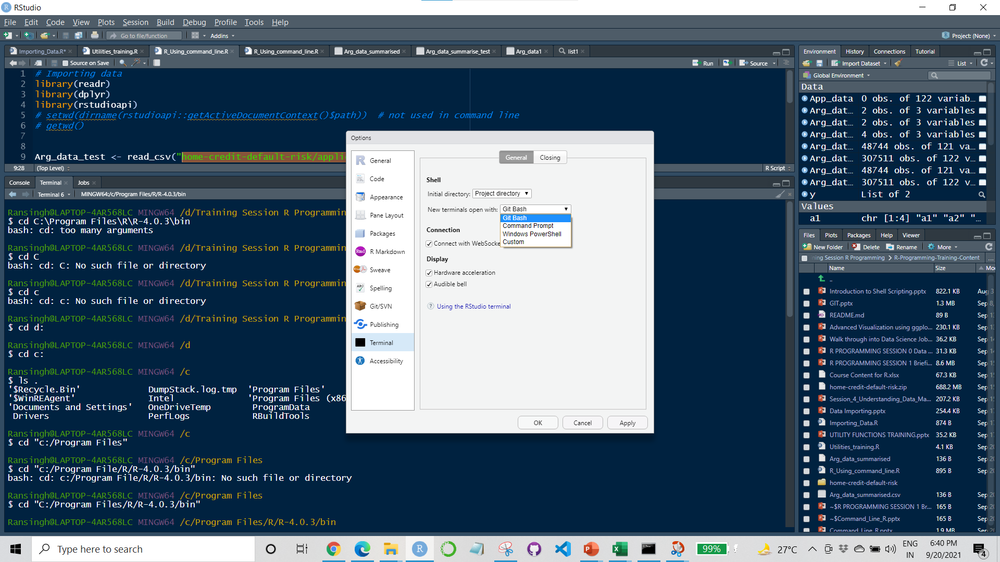 RStudio
File Edit Code View Plots Session Build Debug Profile Tools Help
Go to file/function Addins Project: (None)
Importing_Data.R* Utilities_training.R R_Using_command_line.R R_Using_command_line.R Arg_data_summarised Arg_data_summarise_test Arg_data1 list1
Source on Save Run Source
1 # Importing data
2 library(readr)
3 library(dplyr)
4 library(rstudioapi)
5 # setwd(dirname(rstudioapi::getActiveDocumentContext()$path)) # not used in command line
6 # getwd()
7
8
9 Arg_data_test <- read_csv("home-credit-default-risk/appli
9:28 (Top Level) R Script
Console Terminal Jobs
Terminal 6 MINGW64:/c/Program Files/R/R-4.0.3/bin
Ransingh@LAPTOP-4AR568LC MINGW64 /d/Training Session R Programmin
$ cd C:\Program Files\R\R-4.0.3\bin
bash: cd: too many arguments
Ransingh@LAPTOP-4AR568LC MINGW64 /d/Training Session R Programmin
$ cd C
bash: cd: C: No such file or directory
Ransingh@LAPTOP-4AR568LC MINGW64 /d/Training Session R Programmin
$ cd c
bash: cd: c: No such file or directory
Ransingh@LAPTOP-4AR568LC MINGW64 /d/Training Session R Programmin
$ cd d:
Ransingh@LAPTOP-4AR568LC MINGW64 /d
$ cd c:
Ransingh@LAPTOP-4AR568LC MINGW64 /c
$ ls .
'$Recycle.Bin' DumpStack.log.tmp 'Program Files'
'$WinREAgent' Intel 'Program Files (x86
'Documents and Settings' OneDriveTemp ProgramData
Drivers PerfLogs RBuildTools
Ransingh@LAPTOP-4AR568LC MINGW64 /c
$ cd "c:/Program Files"
Ransingh@LAPTOP-4AR568LC MINGW64 /c/Program Files
$ cd "c:/Program File/R/R-4.0.3/bin"
bash: cd: c:/Program File/R/R-4.0.3/bin: No such file or directory
Ransingh@LAPTOP-4AR568LC MINGW64 /c/Program Files
$ cd "C:/Program Files/R/R-4.0.3/bin"
Ransingh@LAPTOP-4AR568LC MINGW64 /c/Program Files/R/R-4.0.3/bin
Options
General
Code
Appearance
Pane Layout
Packages
R Markdown
Sweave
Spelling
Git/SVN
Publishing
Terminal
Accessibility
General Closing
Shell
Initial directory: Project directory
New terminals open with: Git Bash
Git Bash
Command Prompt
Windows PowerShell
Custom
Connection
Connect with WebSocke
Display
Hardware acceleration
Audible bell
? Using the RStudio terminal
OK Cancel Apply
Environment History Connections Tutorial
Import Dataset List
Global Environment
Data
App_data 0 obs. of 122 variab…
Arg_dat… 2 obs. of 3 variables
Arg_dat… 2 obs. of 3 variables
Arg_dat… 4 obs. of 3 variables
Arg_dat… 48744 obs. of 121 va…
Arg_dat… 307511 obs. of 122 v…
Arg_dat… 48744 obs. of 121 va…
Arg_dat… 307511 obs. of 122 v…
y List of 2
Values
a1 chr [1:4] "a1" "a2" "…
Files Plots Packages Help Viewer
New Folder Delete Rename More
ning Session R Programming > R-Programming-Training-Content ...
Name Size Mo
..
Introduction to Shell Scripting.pptx 822.1 KB Aug 3
GIT.pptx 1.3 MB Sep 8,
README.md 89 B Sep 1
Advanced Visualization using ggplo... 230.1 KB Sep 1
Walk through into Data Science Job... 36.2 KB Sep 14
R PROGRAMMING SESSION 0 Data ... 31.3 KB Sep 14
R PROGRAMMING SESSION 1 Briefi... 8.6 MB Sep 15
Course Content for R.xlsx 67.3 KB Sep 15
home-credit-default-risk.zip 688.2 MB Sep 15
Session_4_Understanding_Data_Ma... 207.2 KB Sep 15
Data Importing.pptx 254.4 KB Sep 17
Importing_Data.R 874 B Sep 17
UTILITY FUNCTIONS TRAINING.pptx 35.2 KB Sep 17
Utilities_training.R 4.1 KB Sep 20
Arg_data_summarised 136 B Sep 20
R_Using_command_line.R 895 B Sep 20
home-credit-default-risk
Arg_data_summarised.csv 136 B Sep 20
~$R PROGRAMMING SESSION 1 Br... 165 B Sep 20
~$Command_Line_R.pptx 165 B Sep 20
Command_Line_R.pptx 1.9 MB Sep 20
Type here to search
99% 27°C ENG IN 6:40 PM 9/20/2021 4